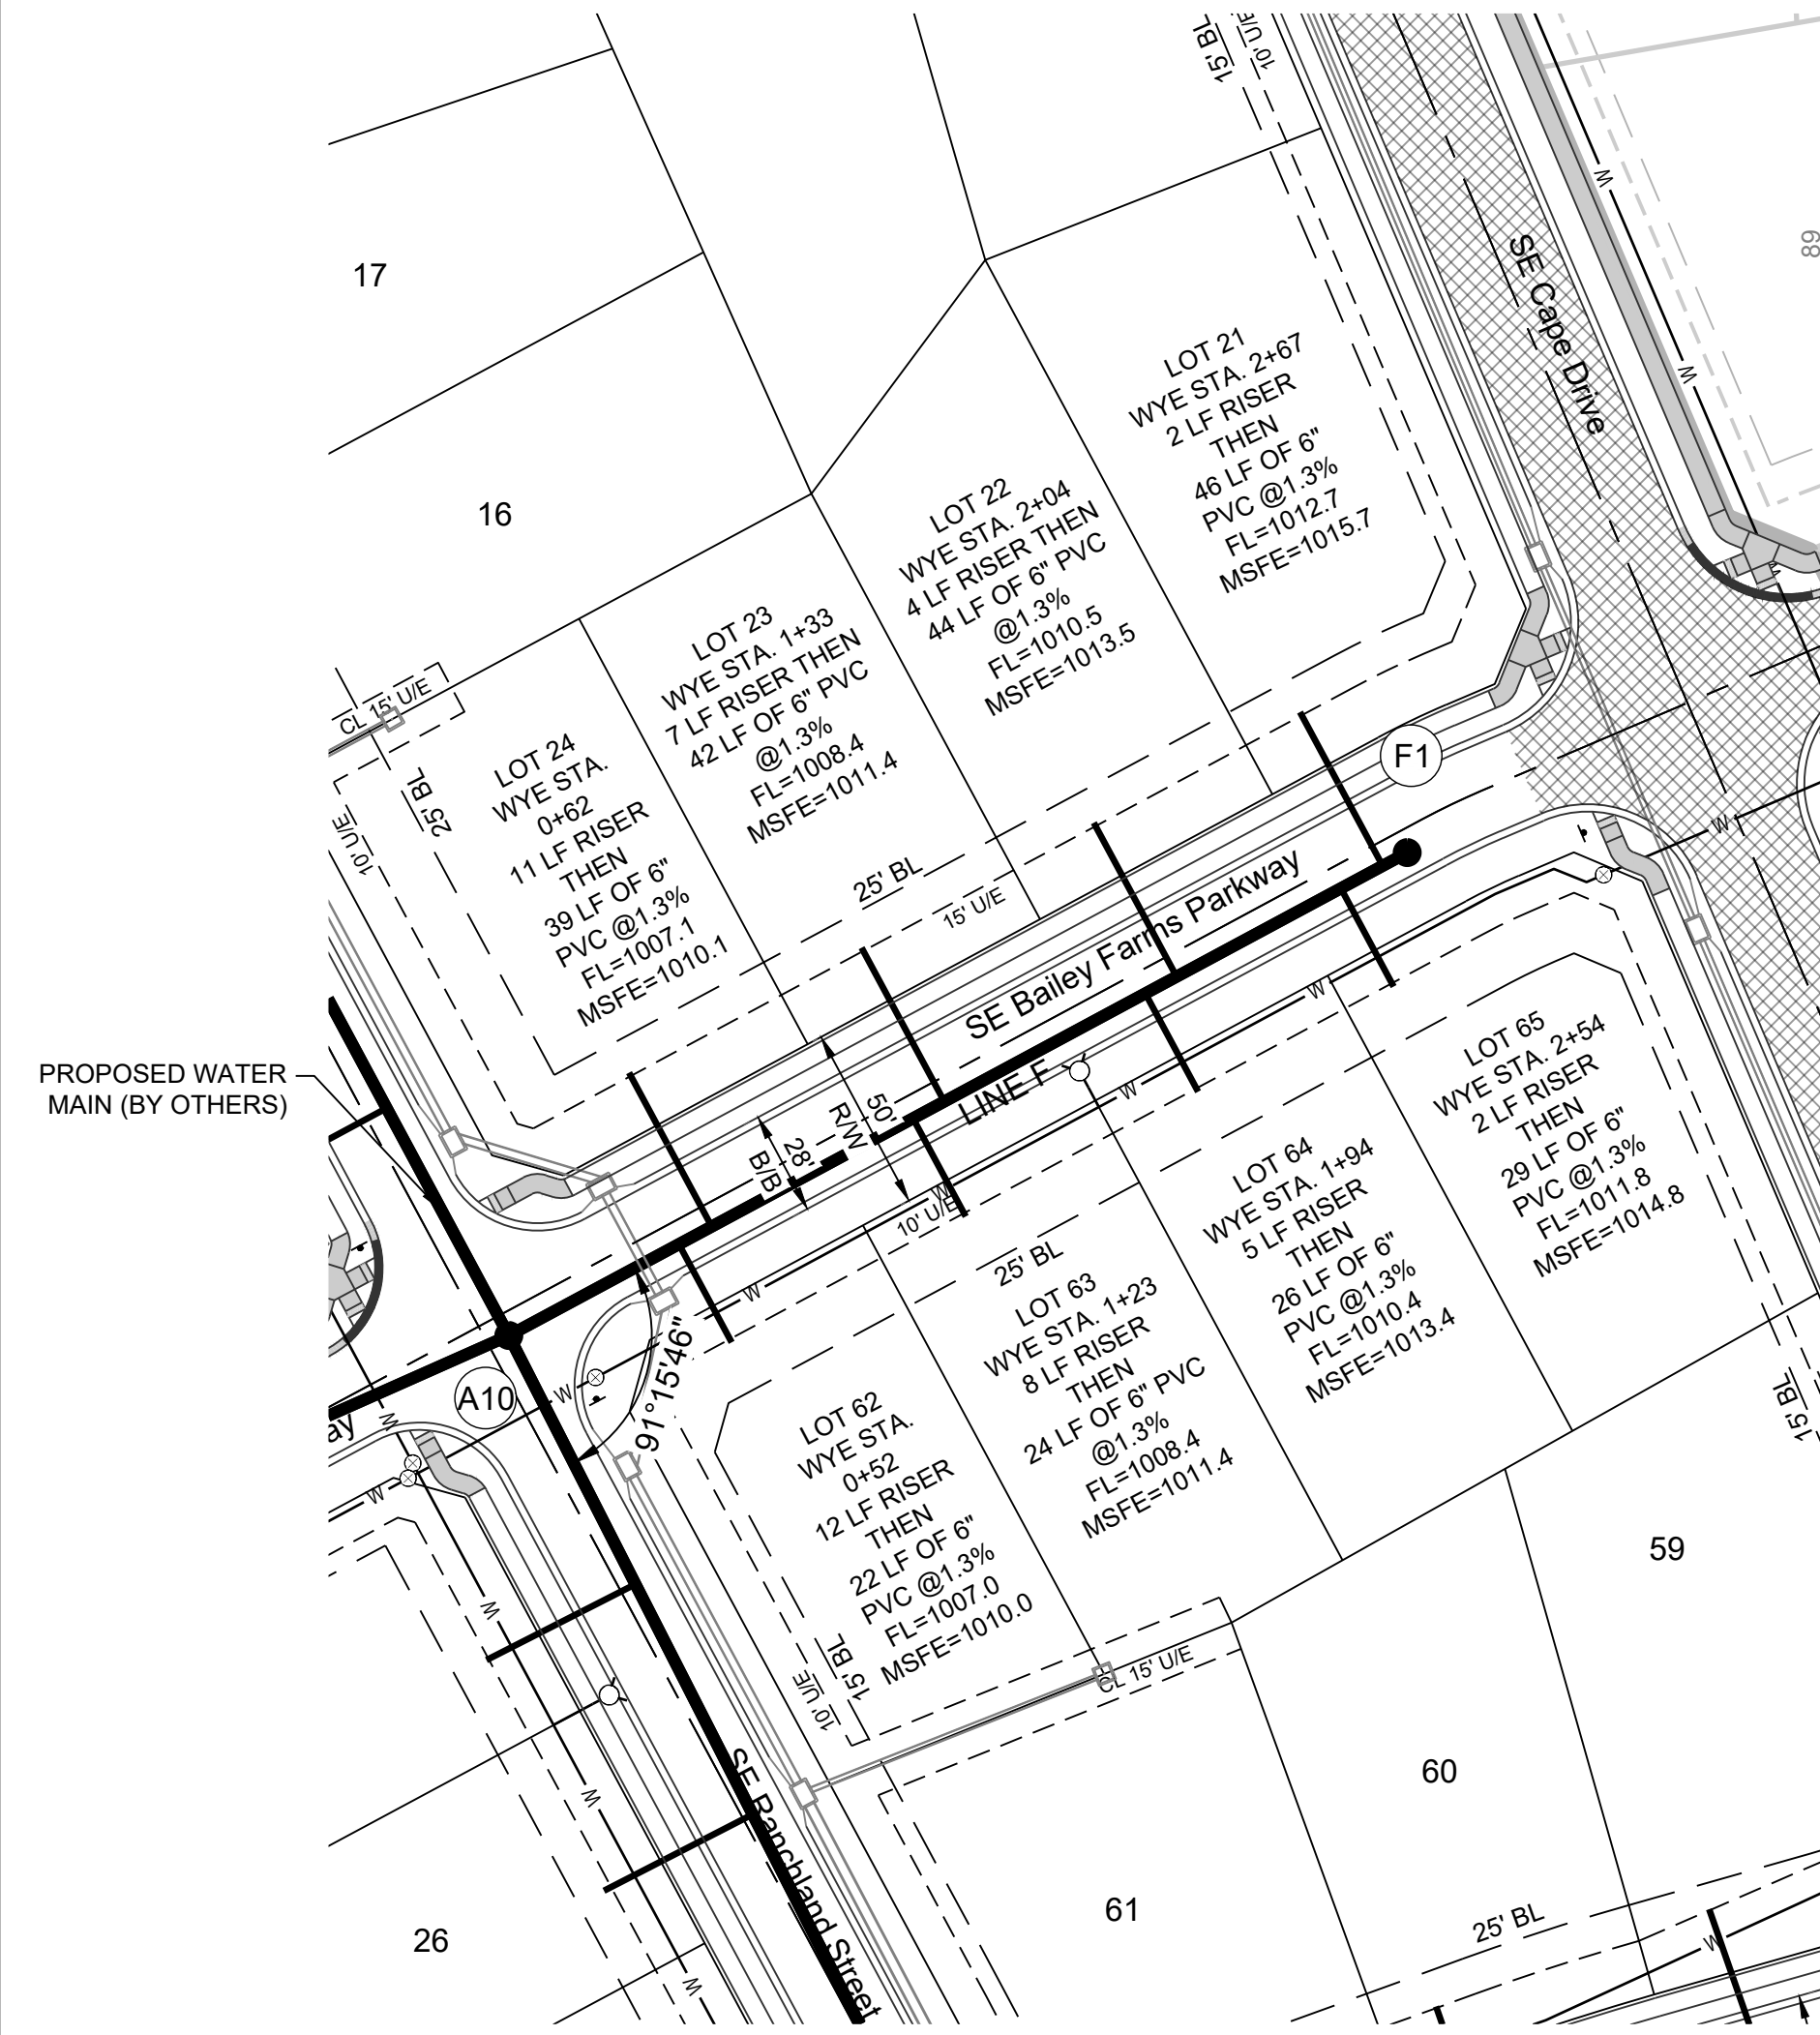 15' BL
10' U/E
17
16
SE Cape Drive
W
W
W
89
LOT 21
WYE STA. 2+67
2 LF RISER
THEN
46 LF OF 6"
PVC @1.3%
FL=1012.7
MSFE=1015.7
LOT 22
WYE STA. 2+04
4 LF RISER THEN
44 LF OF 6" PVC
@1.3%
FL=1010.5
MSFE=1013.5
LOT 23
WYE STA. 1+33
7 LF RISER THEN
42 LF OF 6" PVC
@1.3%
FL=1008.4
MSFE=1011.4
CL 15' U/E
25' BL
10' U/E
LOT 24
WYE STA.
0+62
11 LF RISER
THEN
39 LF OF 6"
PVC @1.3%
FL=1007.1
MSFE=1010.1
25' BL
15' U/E
F1
SE Bailey Farms Parkway
LINE F
50'
R/W
28'
B/B
W
W
W
W
W
10' U/E
25' BL
PROPOSED WATER
MAIN (BY OTHERS)
A10
ay
91°15'46"
W
W
W
LOT 65
WYE STA. 2+54
2 LF RISER
THEN
29 LF OF 6"
PVC @1.3%
FL=1011.8
MSFE=1014.8
LOT 64
WYE STA. 1+94
5 LF RISER
THEN
26 LF OF 6"
PVC @1.3%
FL=1010.4
MSFE=1013.4
LOT 63
WYE STA. 1+23
8 LF RISER
THEN
24 LF OF 6" PVC
@1.3%
FL=1008.4
MSFE=1011.4
LOT 62
WYE STA.
0+52
12 LF RISER
THEN
22 LF OF 6"
PVC @1.3%
FL=1007.0
MSFE=1010.0
15' BL
10' U/E
15' BL
CL 15' U/E
59
60
61
26
W
W
W
SE Ranchland Street
25' BL
W